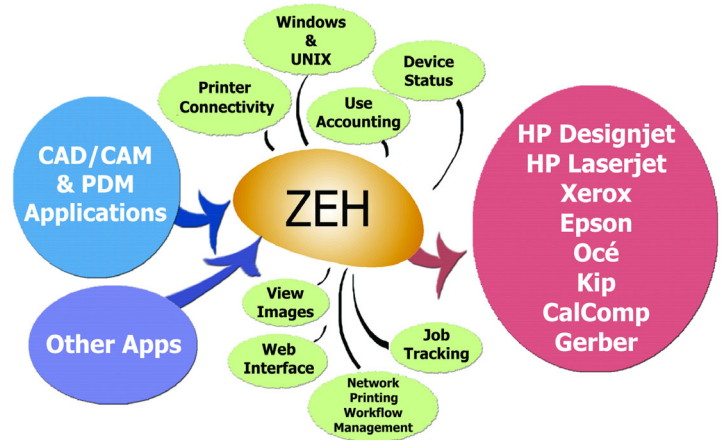 Windows
&
UNIX
Device
Status
Printer
Connectivity
Use
Accounting
CAD/CAM
& PDM
Applications
ZEH
HP Designjet
HP Laserjet
Xerox
Epson
Océ
Kip
CalComp
Gerber
Other Apps
View
Images
Web
Interface
Job
Tracking
Network
Printing
Workflow
Management